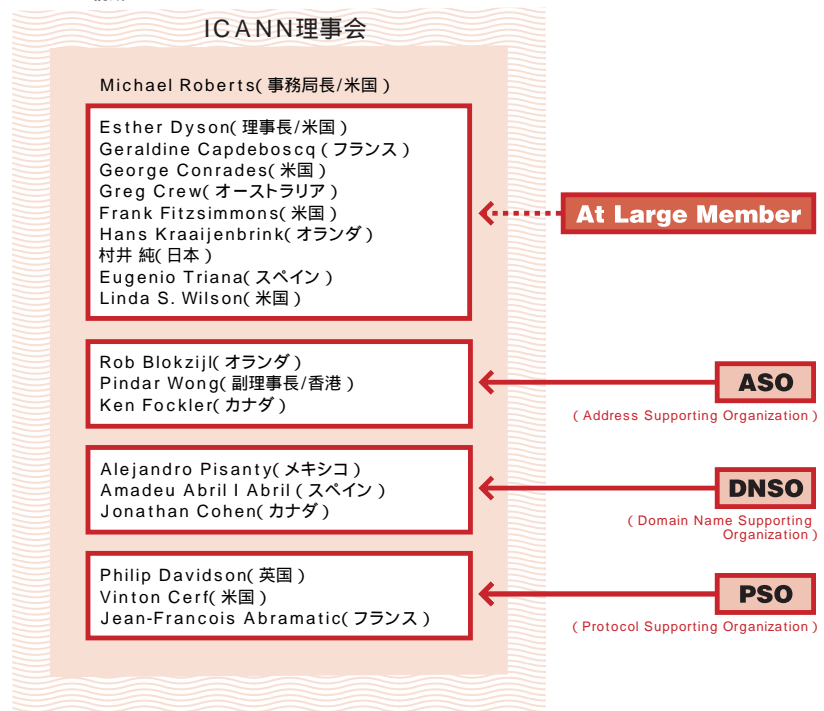 ICANN理事会
Michael Roberts(事務局長/米国)
Esther Dyson(理事長/米国)
Geraldine Capdeboscq(フランス)
George Conrades(米国)
Greg Crew(オーストラリア)
Frank Fitzsimmons(米国)
Hans Kraaijenbrink(オランダ)
村井 純(日本)
Eugenio Triana(スペイン)
Linda S. Wilson(米国)
At Large Member
Rob Blokzijl(オランダ)
Pindar Wong(副理事長/香港)
Ken Fockler(カナダ)
ASO
(Address Supporting Organization)
Alejandro Pisanty(メキシコ)
Amadeu Abril I Abril(スペイン)
Jonathan Cohen(カナダ)
DNSO
(Domain Name Supporting
Organization)
Philip Davidson(英国)
Vinton Cerf(米国)
Jean-Francois Abramatic(フランス)
PSO
(Protocol Supporting Organization)